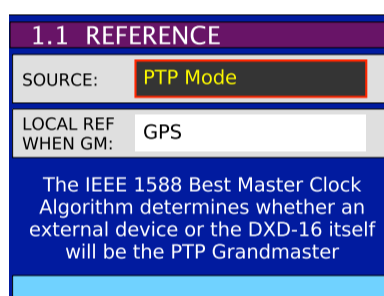 1.1 REFERENCE
SOURCE: PTP Mode
LOCAL REF
WHEN GM: GPS
The IEEE 1588 Best Master Clock
Algorithm determines whether an
external device or the DXD-16 itself
will be the PTP Grandmaster